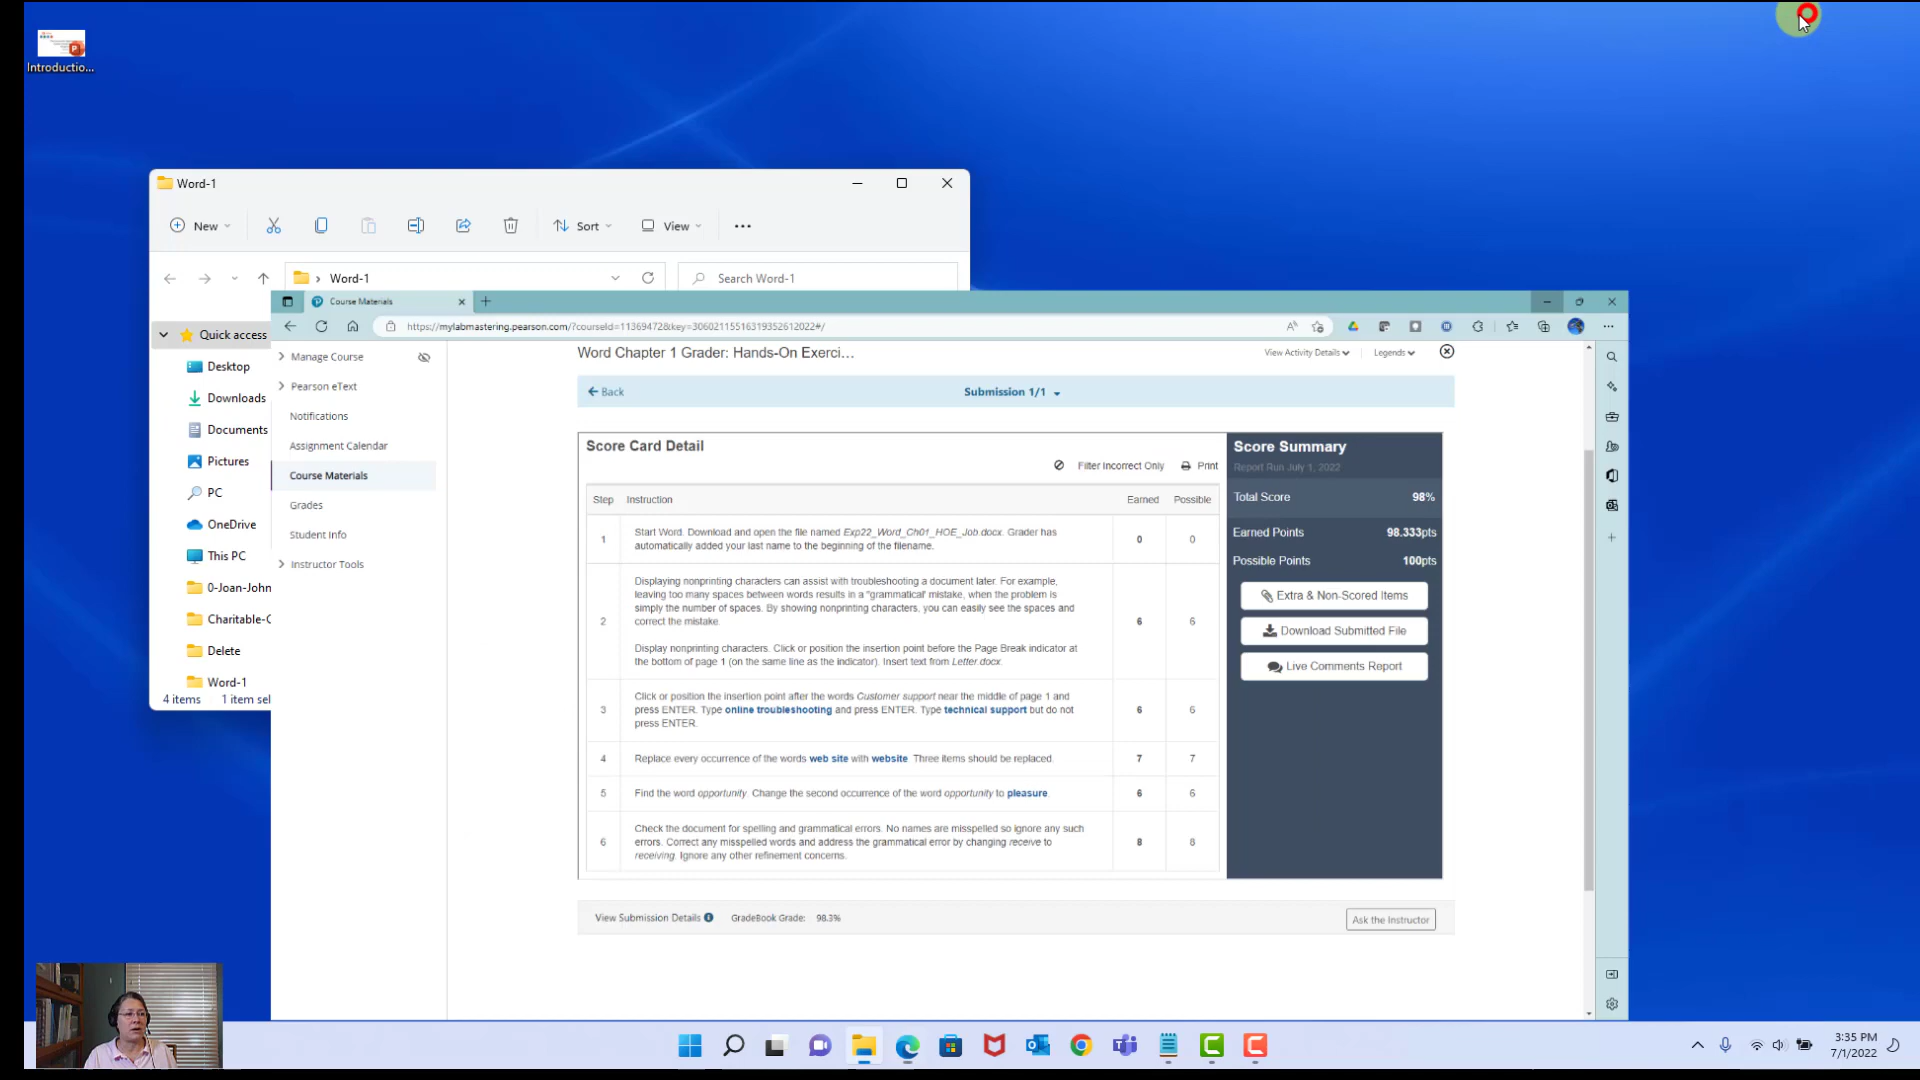 Introductio...
Word-1
New
Sort
View
Word-1
Search Word-1
Quick access
Desktop
Downloads
Documents
Pictures
PC
OneDrive
This PC
0-Joan-John
Charitable-C
Delete
Word-1
4 items 1 item sel
Course Materials
https://mylabmastering.pearson.com/?courseId=11369472&key=30602115516319352612022#/
Manage Course
Pearson eText
Notifications
Assignment Calendar
Course Materials
Grades
Student Info
Instructor Tools
Word Chapter 1 Grader: Hands-On Exerci...
View Activity Details
Legends
Back
Submission 1/1
Score Card Detail
Filter Incorrect Only Print
Step Instruction Earned Possible
1 Start Word. Download and open the file named Exp22_Word_Ch01_HOE_Job.docx. Grader has 0 0
automatically added your last name to the beginning of the filename.
Displaying nonprinting characters can assist with troubleshooting a document later. For example,
leaving too many spaces between words results in a "grammatical' mistake, when the problem is
simply the number of spaces. By showing nonprinting characters, you can easily see the spaces and
2 correct the mistake. 6 6
Display nonprinting characters. Click or position the insertion point before the Page Break indicator at
the bottom of page 1 (on the same line as the indicator). Insert text from Letter.docx.
Click or position the insertion point after the words Customer support near the middle of page 1 and
3 press ENTER. Type online troubleshooting and press ENTER. Type technical support but do not 6 6
press ENTER.
4 Replace every occurrence of the words web site with website. Three items should be replaced. 7 7
5 Find the word opportunity. Change the second occurrence of the word opportunity to pleasure. 6 6
Check the document for spelling and grammatical errors. No names are misspelled so ignore any such
6 errors. Correct any misspelled words and address the grammatical error by changing receive to 8 8
receiving. Ignore any other refinement concerns.
Score Summary
Report Run July 1, 2022
Total Score 98%
Earned Points 98.333pts
Possible Points 100pts
Extra & Non-Scored Items
Download Submitted File
Live Comments Report
View Submission Details GradeBook Grade: 98.3%
Ask the Instructor
3:35 PM
7/1/2022